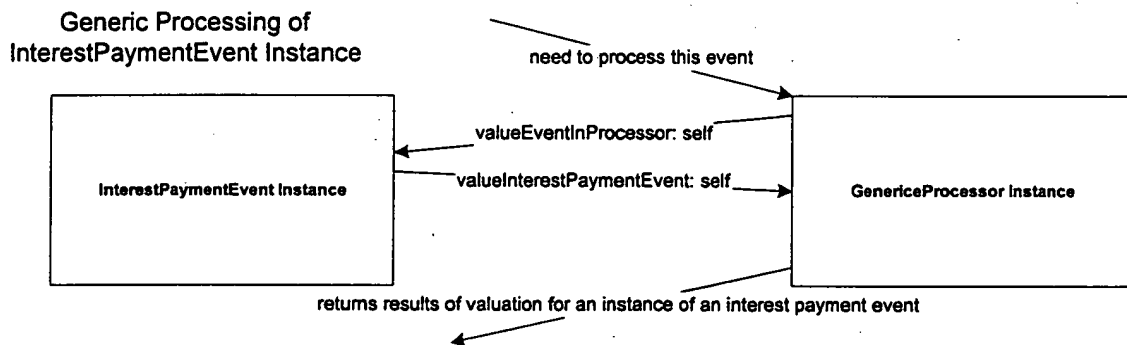 Generic Processing of
InterestPaymentEvent Instance
need to process this event
valueEventInProcessor: self
valueInterestPaymentEvent: self
InterestPaymentEvent Instance
GenericeProcessor Instance
returns results of valuation for an instance of an interest payment event